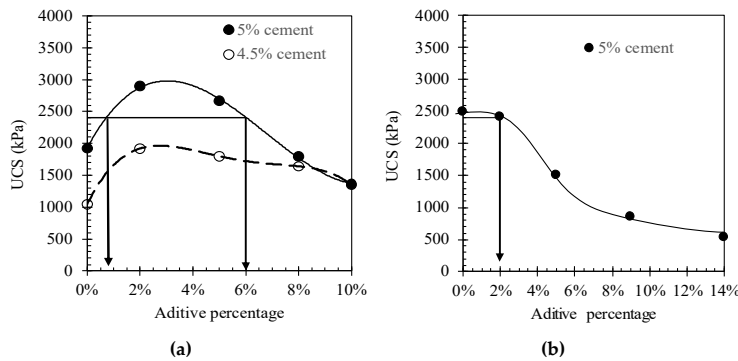 4000
3500
3000
2500
2000
1500
1000
500
0
UCS (kPa)
5% cement
4.5% cement
0% 2% 4% 6% 8% 10%
Aditive percentage
(a)
4000
3500
3000
2500
2000
1500
1000
500
0
UCS (kPa)
5% cement
0% 2% 4% 6% 8% 10% 12% 14%
Aditive percentage
(b)